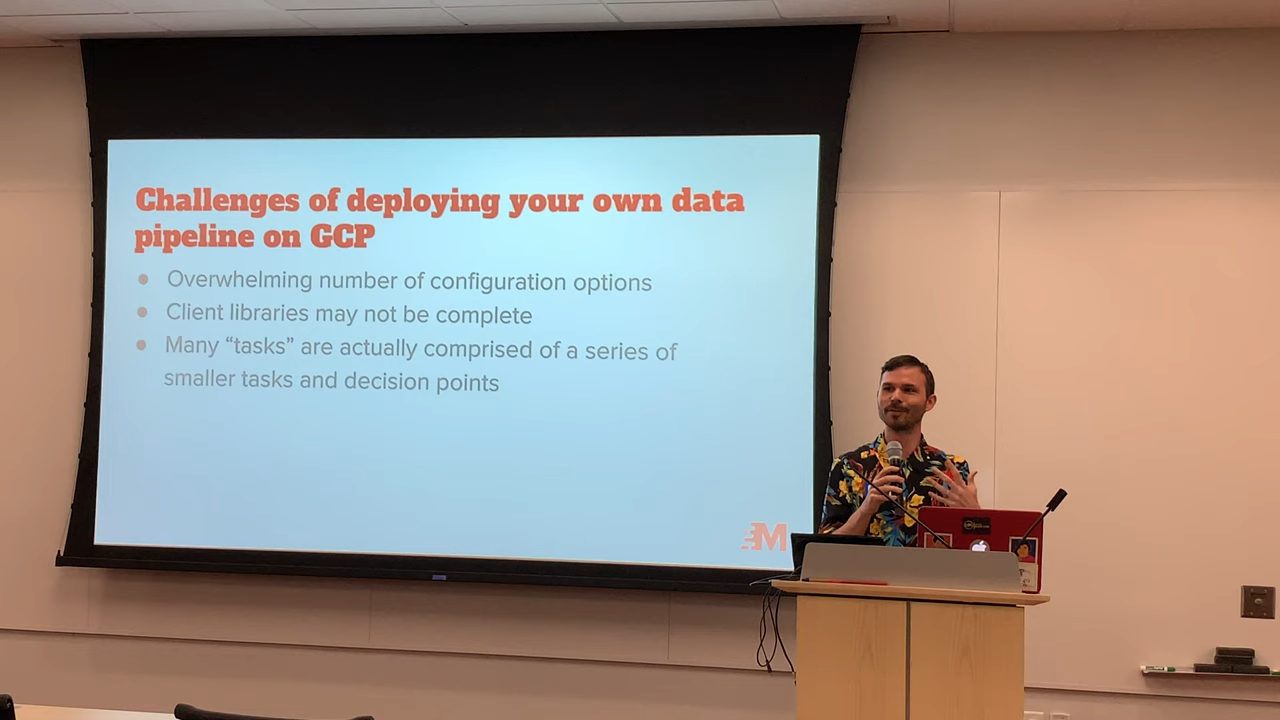 Challenges of deploying your own data
pipeline on GCP
● Overwhelming number of configuration options
● Client libraries may not be complete
● Many “tasks” are actually comprised of a series of
smaller tasks and decision points
M